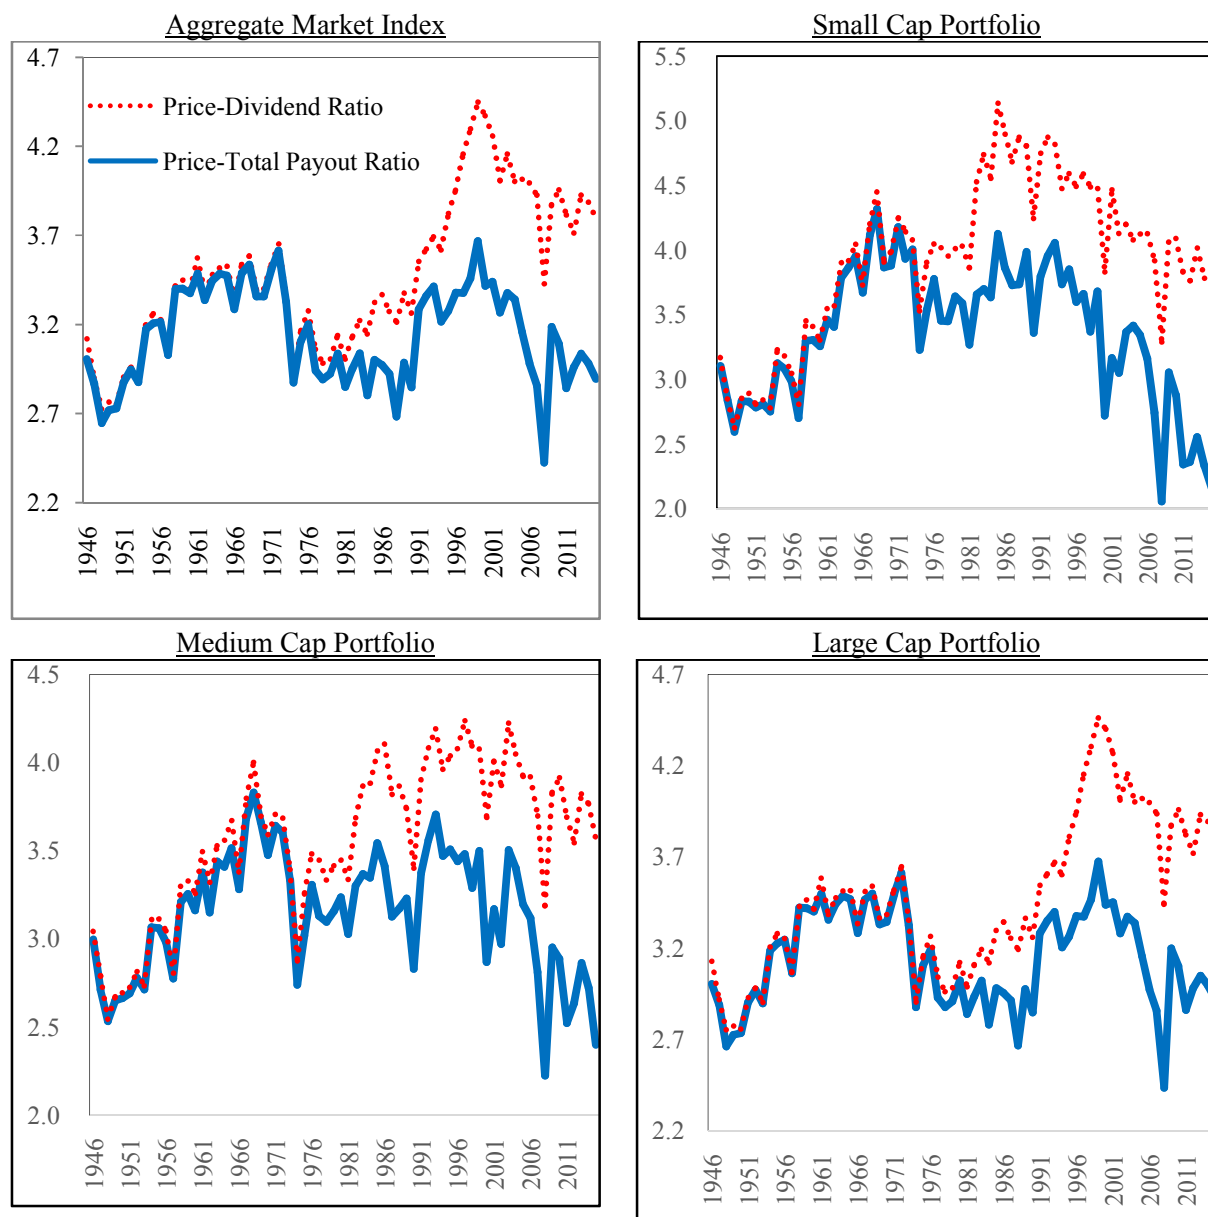 Aggregate Market Index
4.7
4.2
3.7
3.2
2.7
2.2
Price-Dividend Ratio
Price-Total Payout Ratio
1946 1951 1956 1961 1966 1971 1976 1981 1986 1991 1996 2001 2006 2011
Small Cap Portfolio
5.5
5.0
4.5
4.0
3.5
3.0
2.5
2.0
1946 1951 1956 1961 1966 1971 1976 1981 1986 1991 1996 2001 2006 2011
Medium Cap Portfolio
4.5
4.0
3.5
3.0
2.5
2.0
1946 1951 1956 1961 1966 1971 1976 1981 1986 1991 1996 2001 2006 2011
Large Cap Portfolio
4.7
4.2
3.7
3.2
2.7
2.2
1946 1951 1956 1961 1966 1971 1976 1981 1986 1991 1996 2001 2006 2011